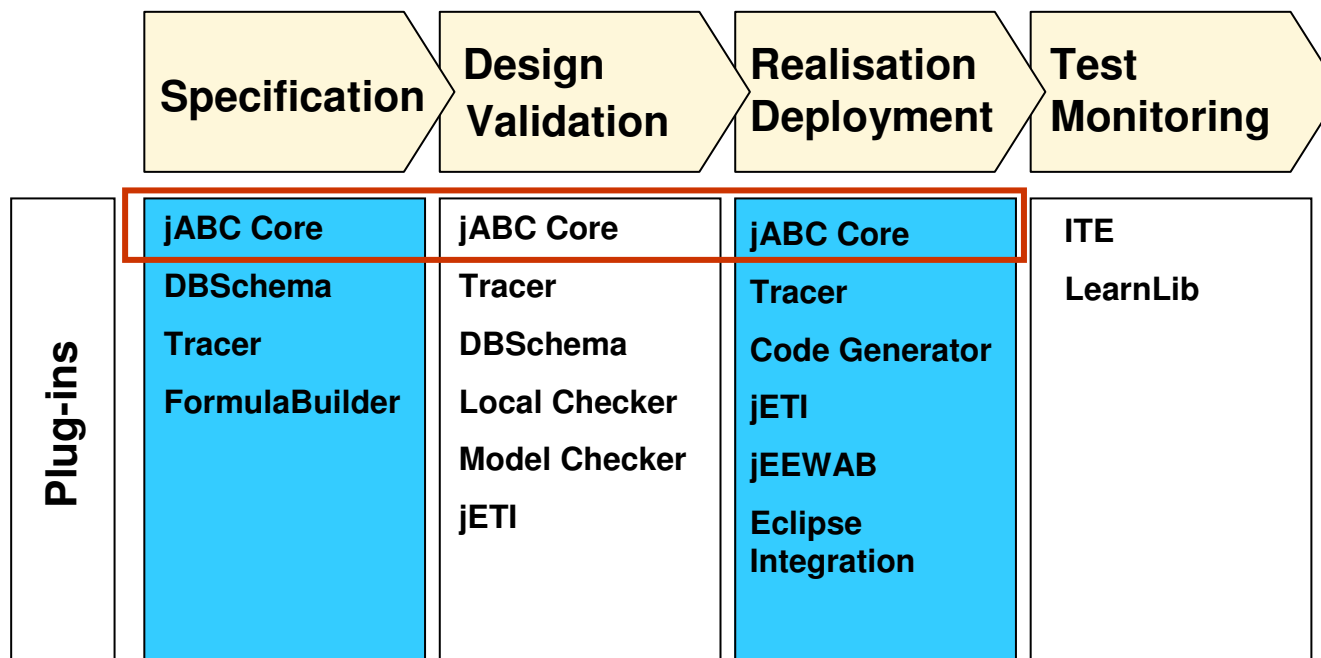 Specification
Design
Validation
Realisation
Deployment
Test
Monitoring
Plug-ins
jABC Core
DBSchema
Tracer
FormulaBuilder
jABC Core
Tracer
DBSchema
Local Checker
Model Checker
jETI
jABC Core
Tracer
Code Generator
jETI
jEEWAB
Eclipse
Integration
ITE
LearnLib